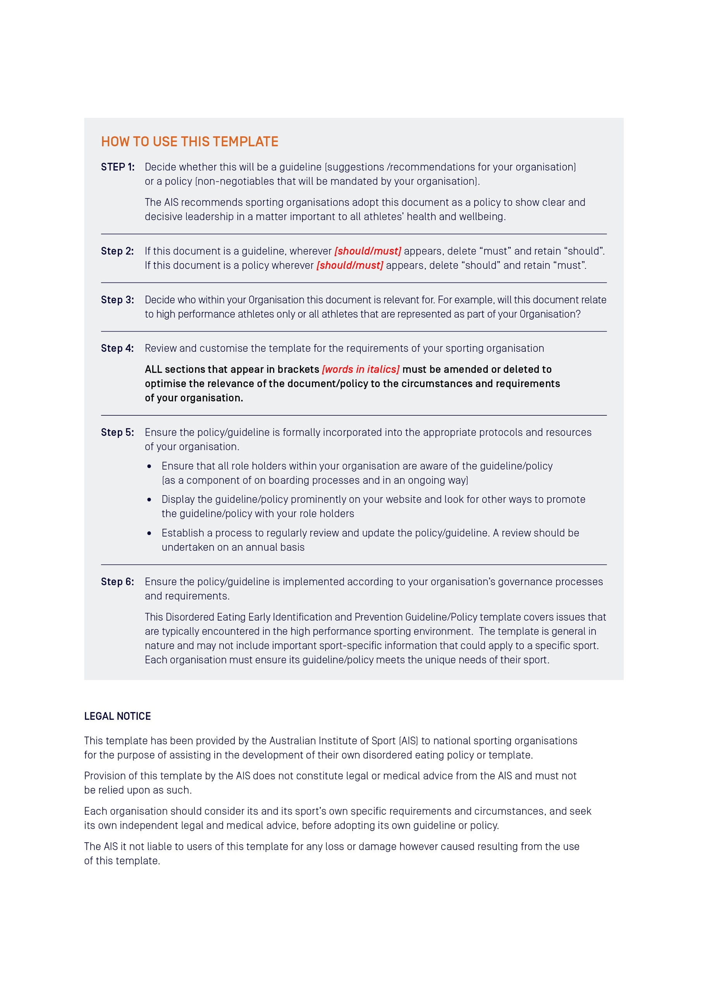 HOW TO USE THIS TEMPLATE
STEP 1: Decide whether this will be a guideline (suggestions /recommendations for your organisation)
or a policy (non-negotiables that will be mandated by your organisation).
The AIS recommends sporting organisations adopt this document as a policy to show clear and
decisive leadership in a matter important to all athletes’ health and wellbeing.
Step 2: If this document is a guideline, wherever [should/must] appears, delete “must” and retain “should”.
If this document is a policy wherever [should/must] appears, delete “should” and retain “must”.
Step 3: Decide who within your Organisation this document is relevant for. For example, will this document relate
to high performance athletes only or all athletes that are represented as part of your Organisation?
Step 4: Review and customise the template for the requirements of your sporting organisation
ALL sections that appear in brackets [words in italics] must be amended or deleted to
optimise the relevance of the document/policy to the circumstances and requirements
of your organisation.
Step 5: Ensure the policy/guideline is formally incorporated into the appropriate protocols and resources
of your organisation.
• Ensure that all role holders within your organisation are aware of the guideline/policy
(as a component of on boarding processes and in an ongoing way)
• Display the guideline/policy prominently on your website and look for other ways to promote
the guideline/policy with your role holders
• Establish a process to regularly review and update the policy/guideline. A review should be
undertaken on an annual basis
Step 6: Ensure the policy/guideline is implemented according to your organisation’s governance processes
and requirements.
This Disordered Eating Early Identification and Prevention Guideline/Policy template covers issues that
are typically encountered in the high performance sporting environment.  The template is general in
nature and may not include important sport-specific information that could apply to a specific sport.
Each organisation must ensure its guideline/policy meets the unique needs of their sport.
LEGAL NOTICE
This template has been provided by the Australian Institute of Sport (AIS) to national sporting organisations
for the purpose of assisting in the development of their own disordered eating policy or template.
Provision of this template by the AIS does not constitute legal or medical advice from the AIS and must not
be relied upon as such.
Each organisation should consider its and its sport’s own specific requirements and circumstances, and seek
its own independent legal and medical advice, before adopting its own guideline or policy.
The AIS it not liable to users of this template for any loss or damage however caused resulting from the use
of this template.